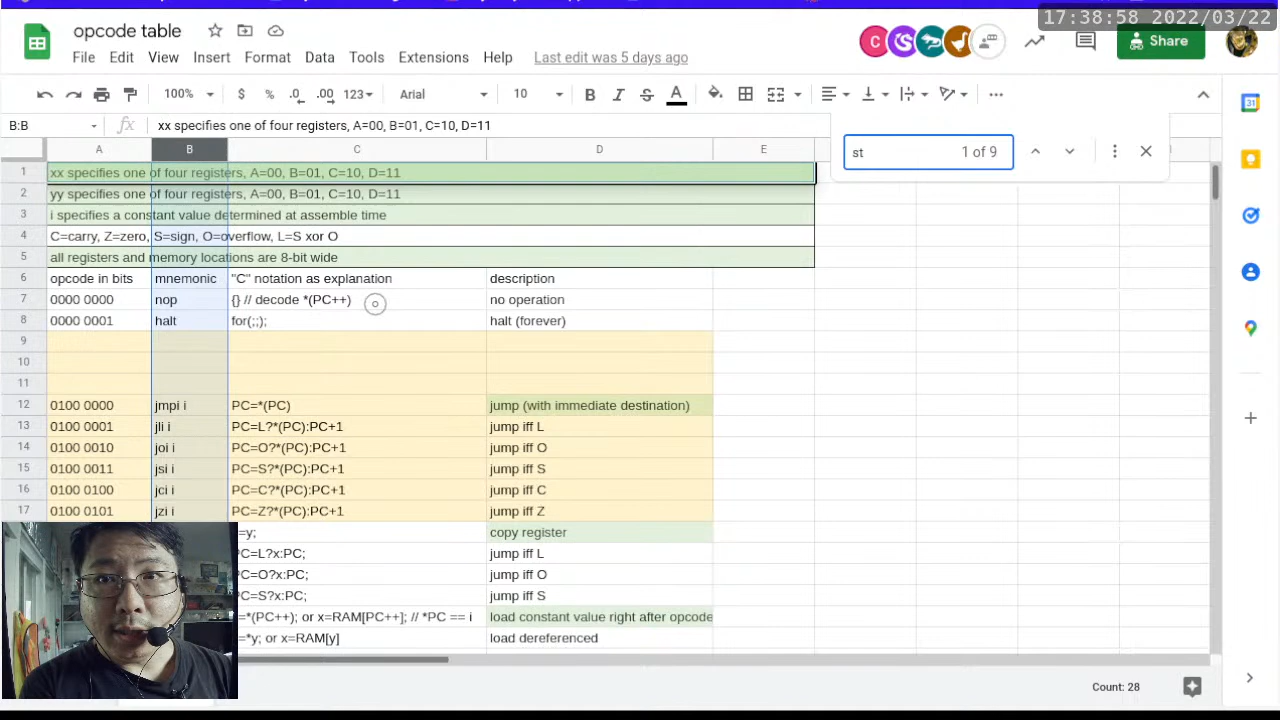 17:38:58 2022/03/22
opcode table
File Edit View Insert Format Data Tools Extensions Help Last edit was 5 days ago
C
Share
100% $ % .0 .00 123 Arial 10 B I S A
31
B:B fx xx specifies one of four registers, A=00, B=01, C=10, D=11
st 1 of 9
A B C D E
1 xx specifies one of four registers, A=00, B=01, C=10, D=11
2 yy specifies one of four registers, A=00, B=01, C=10, D=11
3 i specifies a constant value determined at assemble time
4 C=carry, Z=zero, S=sign, O=overflow, L=S xor O
5 all registers and memory locations are 8-bit wide
6 opcode in bits mnemonic "C" notation as explanation description
7 0000 0000 nop {} // decode *(PC++) no operation
8 0000 0001 halt for(;;); halt (forever)
9
10
11
12 0100 0000 jmpi i PC=*(PC) jump (with immediate destination)
13 0100 0001 jli i PC=L?*(PC):PC+1 jump iff L
14 0100 0010 joi i PC=O?*(PC):PC+1 jump iff O
15 0100 0011 jsi i PC=S?*(PC):PC+1 jump iff S
16 0100 0100 jci i PC=C?*(PC):PC+1 jump iff C
17 0100 0101 jzi i PC=Z?*(PC):PC+1 jump iff Z
=y; copy register
PC=L?x:PC; jump iff L
PC=O?x:PC; jump iff O
PC=S?x:PC; jump iff S
=*(PC++); or x=RAM[PC++]; // *PC == i load constant value right after opcode
=*y; or x=RAM[y] load dereferenced
Count: 28